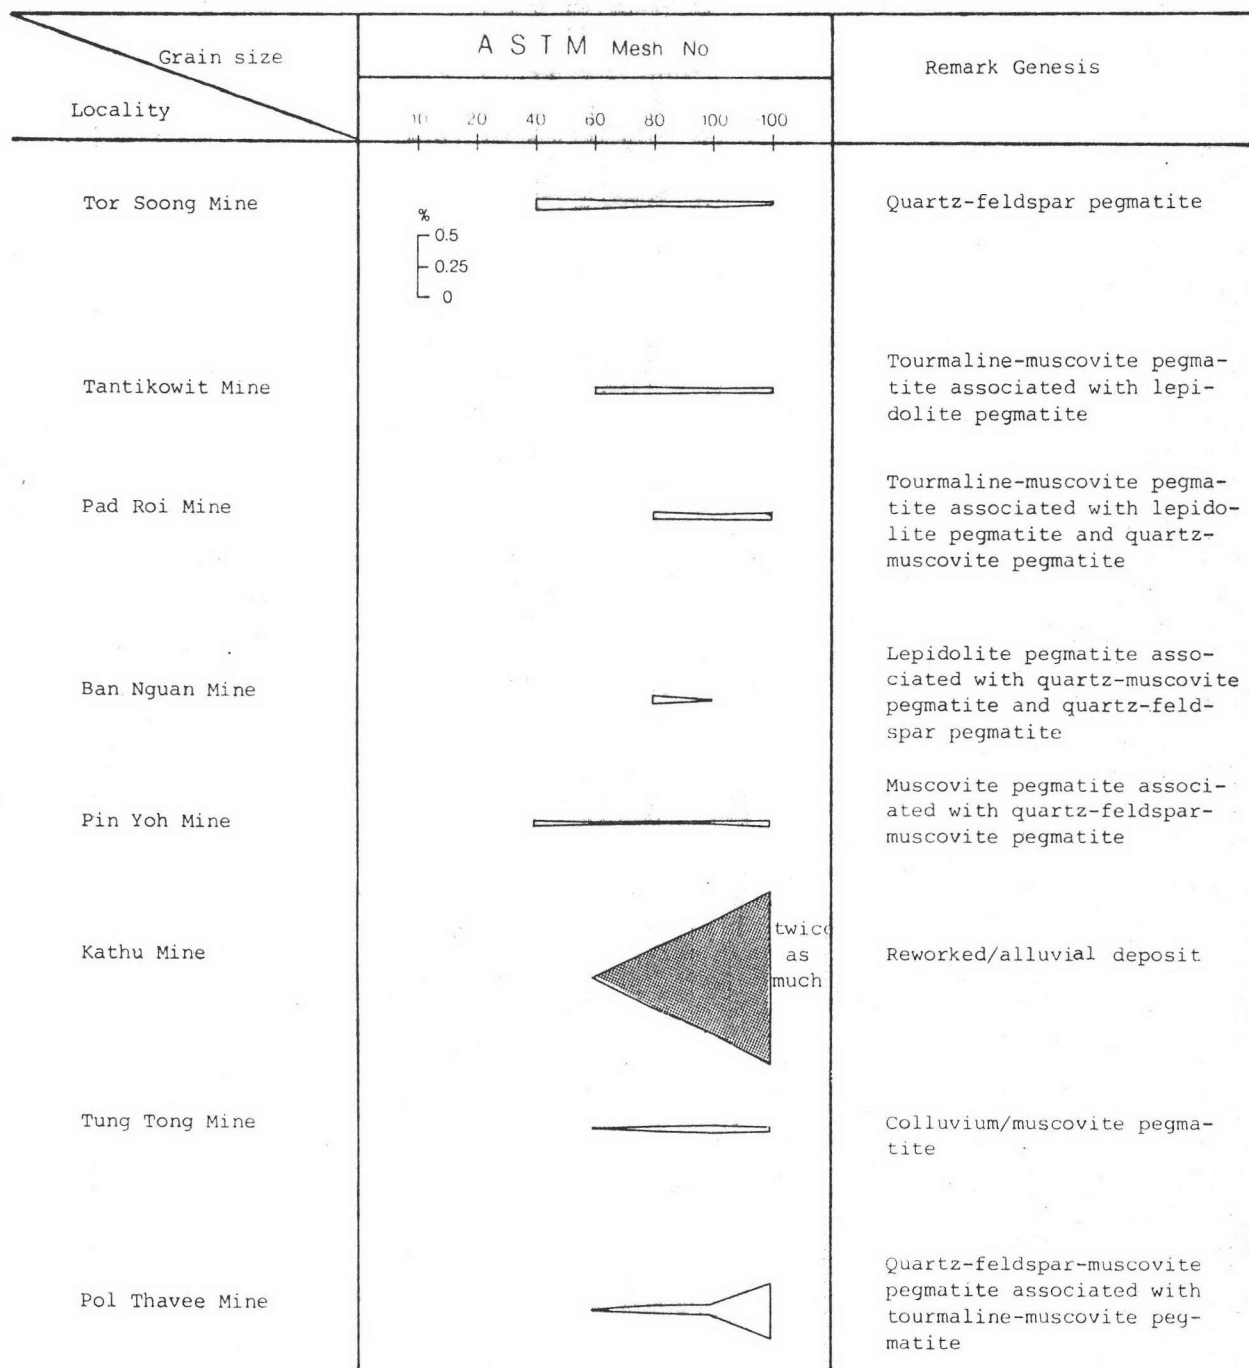 Grain size
Locality
A S T M Mesh No
Remark Genesis
10 20 40 60 80 100 -100
Tor Soong Mine
%
0.5
0.25
0
Quartz-feldspar pegmatite
Tantikowit Mine
Tourmaline-muscovite pegma-
tite associated with lepi-
dolite pegmatite
Pad Roi Mine
Tourmaline-muscovite pegma-
tite associated with lepido-
lite pegmatite and quartz-
muscovite pegmatite
Ban Nguan Mine
Lepidolite pegmatite asso-
ciated with quartz-muscovite
pegmatite and quartz-feld-
spar pegmatite
Pin Yoh Mine
Muscovite pegmatite associ-
ated with quartz-feldspar-
muscovite pegmatite
Kathu Mine
twice
as
much
Reworked/alluvial deposit
Tung Tong Mine
Colluvium/muscovite pegma-
tite
Pol Thavee Mine
Quartz-feldspar-muscovite
pegmatite associated with
tourmaline-muscovite peg-
matite